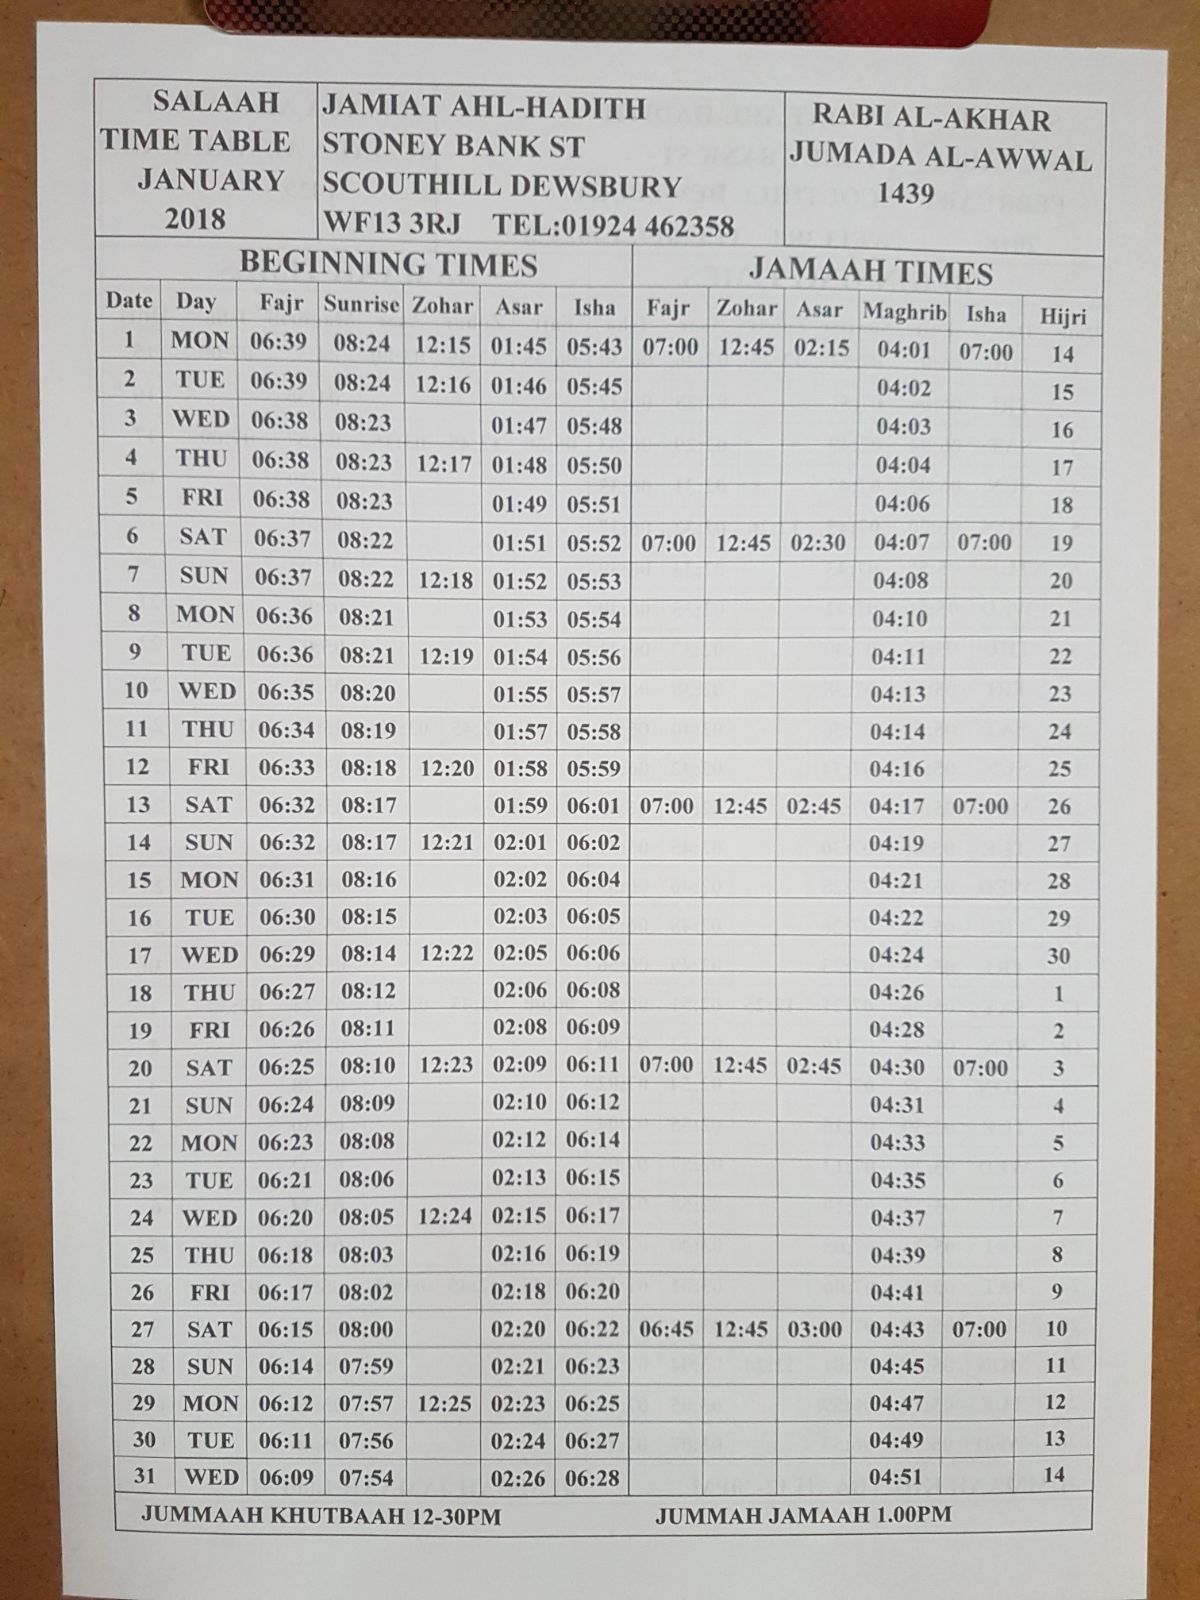 SALAAH
TIME TABLE
JANUARY
2018
JAMIAT AHL-HADITH
STONEY BANK ST
SCOUTHILL DEWSBURY
WF13 3RJ TEL:01924 462358
RABI AL-AKHAR
JUMADA AL-AWWAL
1439
BEGINNING TIMES JAMAAH TIMES
Date Day Fajr Sunrise Zohar Asar Isha Fajr Zohar Asar Maghrib Isha Hijri
1 MON 06:39 08:24 12:15 01:45 05:43 07:00 12:45 02:15 04:01 07:00 14
2 TUE 06:39 08:24 12:16 01:46 05:45 04:02 15
3 WED 06:38 08:23 01:47 05:48 04:03 16
4 THU 06:38 08:23 12:17 01:48 05:50 04:04 17
5 FRI 06:38 08:23 01:49 05:51 04:06 18
6 SAT 06:37 08:22 01:51 05:52 07:00 12:45 02:30 04:07 07:00 19
7 SUN 06:37 08:22 12:18 01:52 05:53 04:08 20
8 MON 06:36 08:21 01:53 05:54 04:10 21
9 TUE 06:36 08:21 12:19 01:54 05:56 04:11 22
10 WED 06:35 08:20 01:55 05:57 04:13 23
11 THU 06:34 08:19 01:57 05:58 04:14 24
12 FRI 06:33 08:18 12:20 01:58 05:59 04:16 25
13 SAT 06:32 08:17 01:59 06:01 07:00 12:45 02:45 04:17 07:00 26
14 SUN 06:32 08:17 12:21 02:01 06:02 04:19 27
15 MON 06:31 08:16 02:02 06:04 04:21 28
16 TUE 06:30 08:15 02:03 06:05 04:22 29
17 WED 06:29 08:14 12:22 02:05 06:06 04:24 30
18 THU 06:27 08:12 02:06 06:08 04:26 1
19 FRI 06:26 08:11 02:08 06:09 04:28 2
20 SAT 06:25 08:10 12:23 02:09 06:11 07:00 12:45 02:45 04:30 07:00 3
21 SUN 06:24 08:09 02:10 06:12 04:31 4
22 MON 06:23 08:08 02:12 06:14 04:33 5
23 TUE 06:21 08:06 02:13 06:15 04:35 6
24 WED 06:20 08:05 12:24 02:15 06:17 04:37 7
25 THU 06:18 08:03 02:16 06:19 04:39 8
26 FRI 06:17 08:02 02:18 06:20 04:41 9
27 SAT 06:15 08:00 02:20 06:22 06:45 12:45 03:00 04:43 07:00 10
28 SUN 06:14 07:59 02:21 06:23 04:45 11
29 MON 06:12 07:57 12:25 02:23 06:25 04:47 12
30 TUE 06:11 07:56 02:24 06:27 04:49 13
31 WED 06:09 07:54 02:26 06:28 04:51 14
JUMMAAH KHUTBAAH 12-30PM JUMMAH JAMAAH 1.00PM